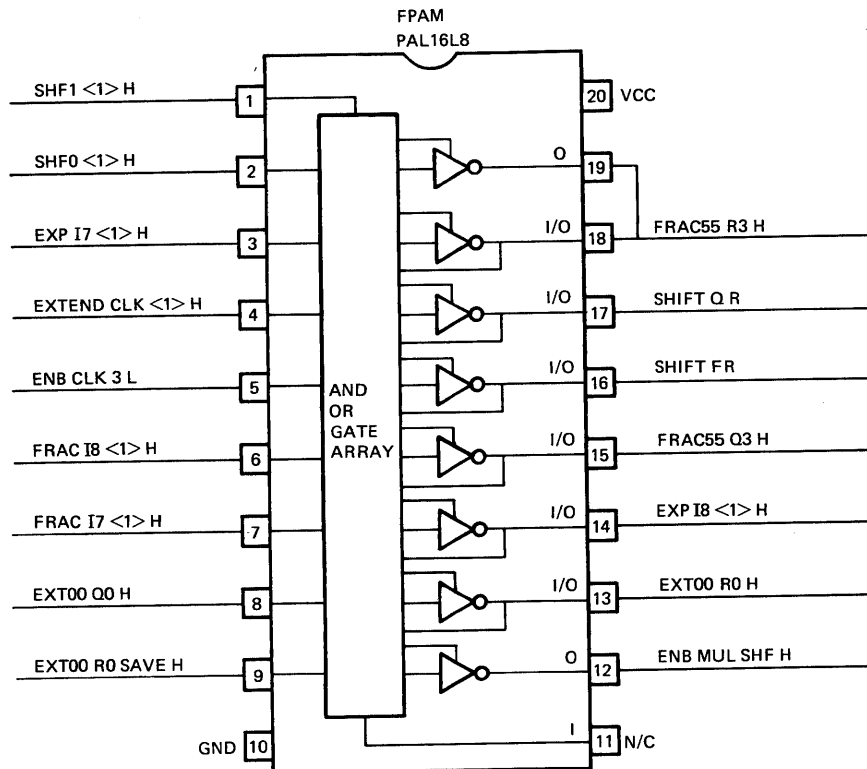 FPAM
PAL16L8
SHF1 <1> H
1
20 VCC
SHF0 <1> H
2
O
19
EXP I7 <1> H
3
I/O
18
FRAC55 R3 H
EXTEND CLK <1> H
4
I/O
17
SHIFT Q R
ENB CLK 3 L
5
AND
OR
GATE
ARRAY
I/O
16
SHIFT FR
FRAC I8 <1> H
6
I/O
15
FRAC55 Q3 H
FRAC I7 <1> H
7
I/O
14
EXP I8 <1> H
EXT00 Q0 H
8
I/O
13
EXT00 R0 H
EXT00 R0 SAVE H
9
O
12
ENB MUL SHF H
GND 10
I
11 N/C